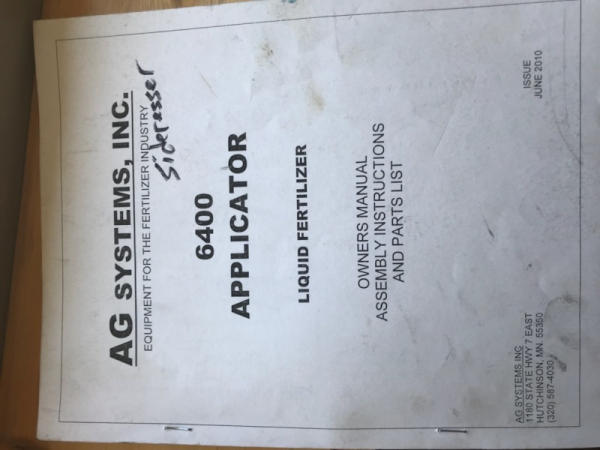 AG SYSTEMS, INC.
EQUIPMENT FOR THE FERTILIZER INDUSTRY
Sideresser
6400
APPLICATOR
LIQUID FERTILIZER
OWNERS MANUAL
ASSEMBLY INSTRUCTIONS
AND PARTS LIST
ISSUE
JUNE 2010
AG SYSTEMS INC
1180 STATE HWY 7 EAST
HUTCHINSON, MN. 55350
(320) 587-4030